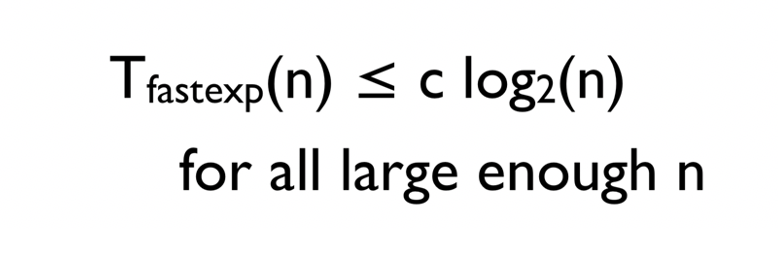 Tfastexp(n) ≤ c log2(n)
for all large enough n